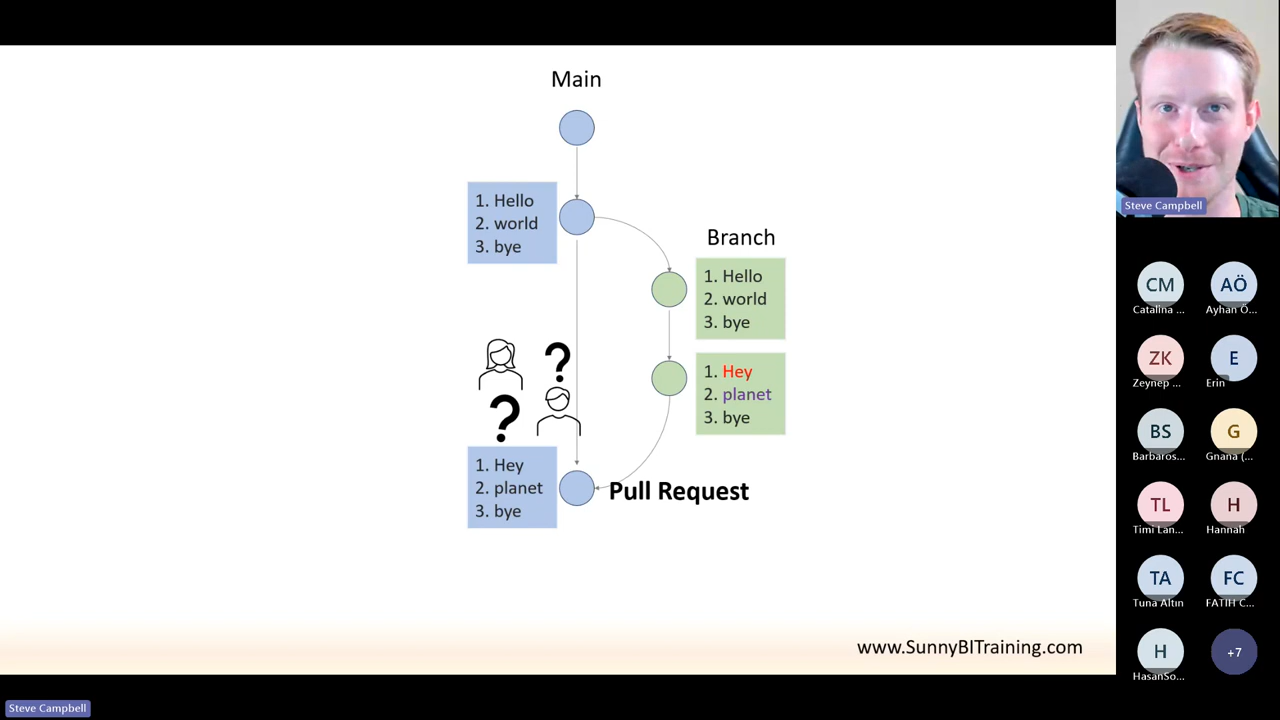 Main
1. Hello
2. world
3. bye
Branch
1. Hello
2. world
3. bye
1. Hey
2. planet
3. bye
?
?
1. Hey
2. planet
3. bye
Pull Request
www.SunnyBITraining.com
Steve Campbell
Steve Campbell
CM
Catalina ...
AÖ
Ayhan Ö...
ZK
Zeynep ...
E
Erin
BS
Barbaros...
G
Gnana (...
TL
Timi Lan...
H
Hannah
TA
Tuna Altın
FC
FATIH C...
H
HasanSo...
+7